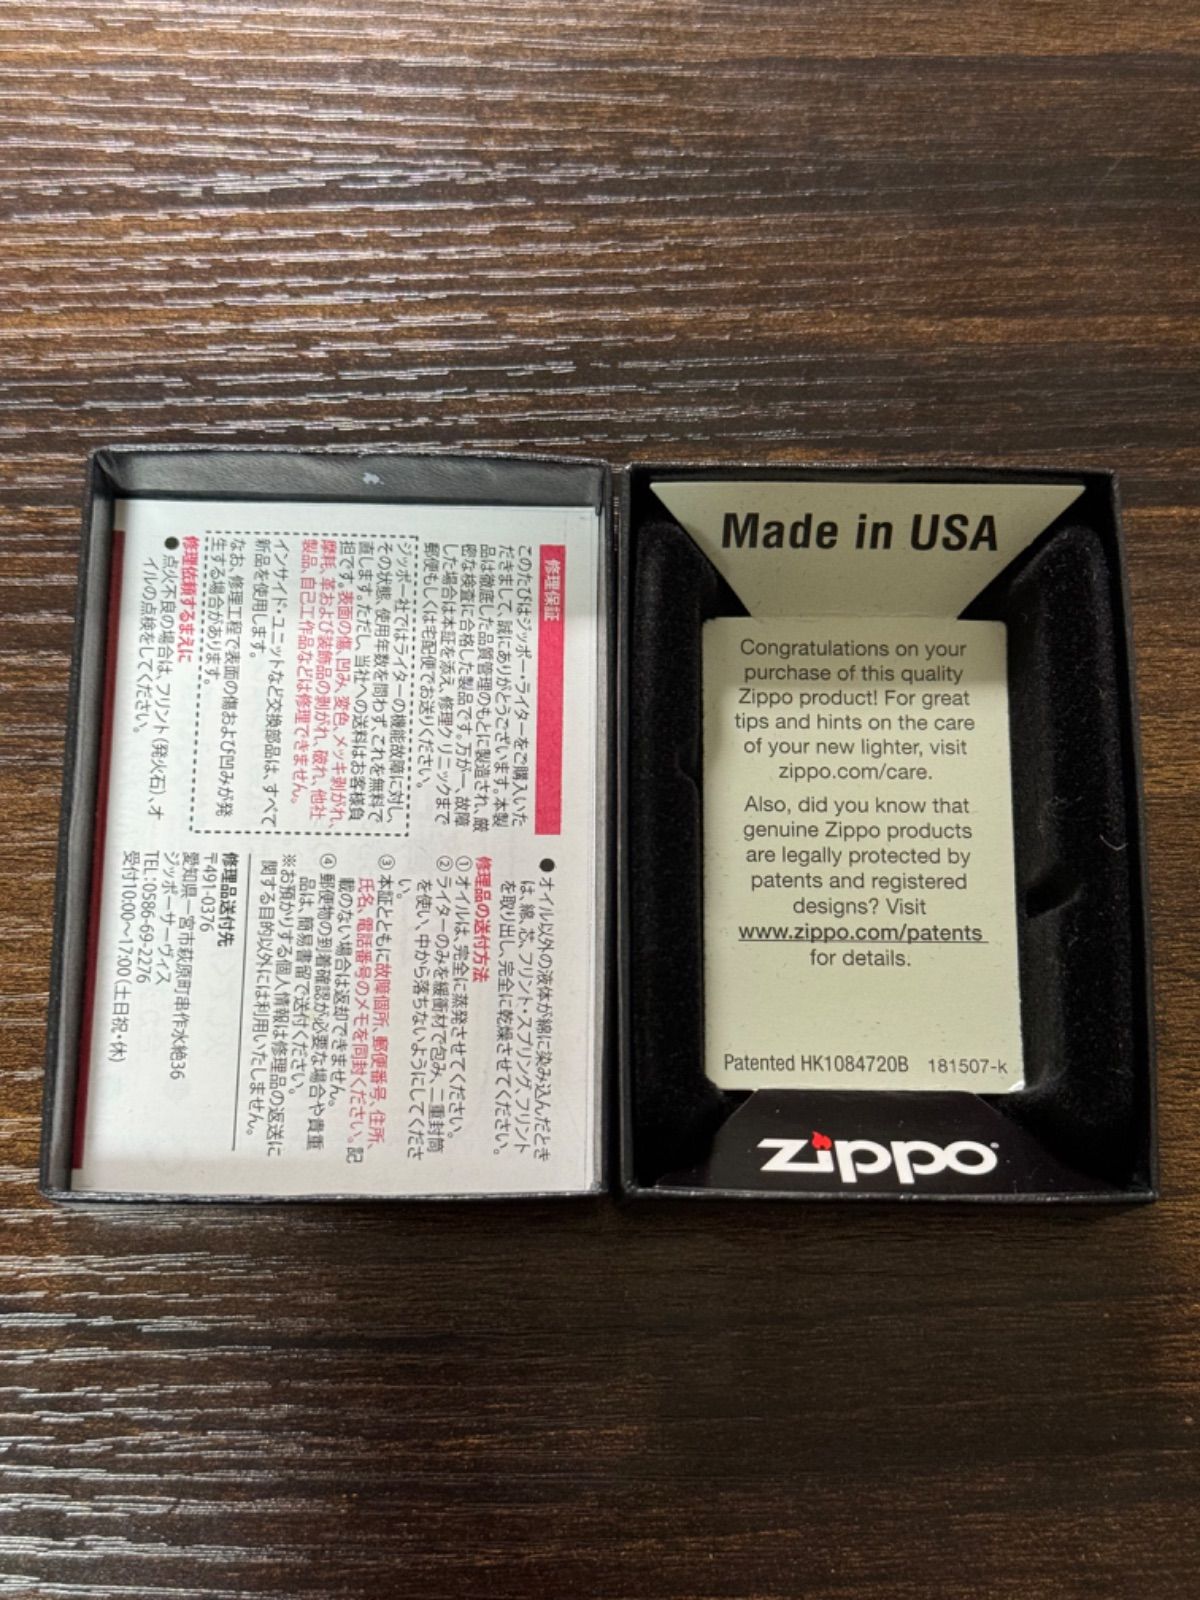 修理保証
このたびはジッポー・ライターをご購入いた
だきまして、誠にありがとうございます。本製
品は徹底した品質管理のもとに製造され、厳
密な検査に合格した製品です。万が一、故障
した場合は本証を添え、修理クリニックまで
郵便もしくは宅配便でお送りください。
ジッポー社ではライターの機能故障に対し、
その状態、使用年数を問わず、これを無料で
直します。ただし、当社への送料はお客様負
担です。表面の傷、凹み、変色、メッキ剥がれ、
摩耗、革および装飾品の剥がれ、破れ、他社
製品、自己工作品などは修理できません。
インサイド・ユニットなど交換部品は、すべて
新品を使用します。
なお、修理工程で表面の傷および凹みが発
生する場合があります。
修理依頼するまえに
●点火不良の場合は、フリント(発火石)、オ
イルの点検をしてください。
●オイル以外の液体が綿に染み込んだとき
は、綿、芯、フリント・スプリング、フリント
を取り出し、完全に乾燥させてください。
修理品の送付方法
①オイルは、完全に蒸発させてください。
②ライターのみを緩衝材で包み、二重封筒
を使い、中から落ちないようにしてくださ
い。
③本証とともに故障個所、郵便番号、住所、
氏名、電話番号のメモを同封ください。記
載のない場合は返却できません。
④郵便物の到着確認が必要な場合や貴重
品は、簡易書留で送付ください。
※お預かりする個人情報は修理品の返送に
関する目的以外には利用いたしません。
修理品送付先
〒491-0376
愛知県一宮市萩原町串作水絶36
ジッポーサーヴィス
TEL:0586-69-2276
受付10:00〜17:00(土日祝・休)
Made in USA
Congratulations on your
purchase of this quality
Zippo product! For great
tips and hints on the care
of your new lighter, visit
zippo.com/care.
Also, did you know that
genuine Zippo products
are legally protected by
patents and registered
designs? Visit
www.zippo.com/patents
for details.
Patented HK1084720B 181507-k
zippo